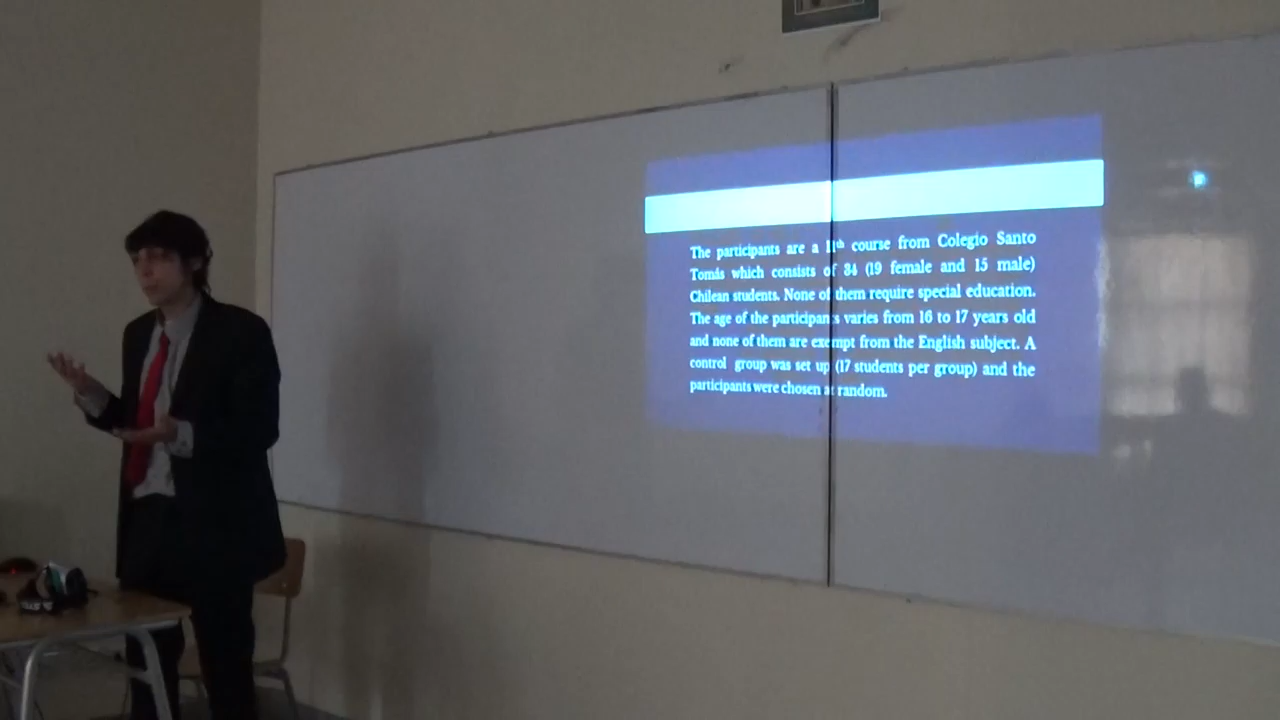 The participants are a 11th course from Colegio Santo
Tomás which consists of 34 (19 female and 15 male)
Chilean students. None of them require special education.
The age of the participants varies from 16 to 17 years old
and none of them are exempt from the English subject. A
control group was set up (17 students per group) and the
participants were chosen at random.